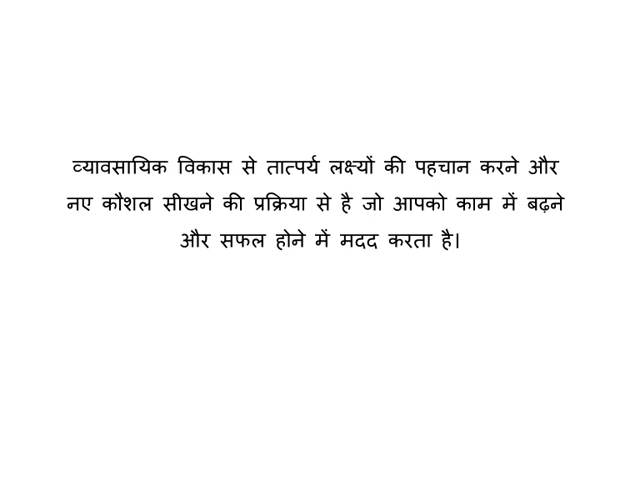 व्यावसायिक विकास से तात्पर्य लक्ष्यों की पहचान करने और
नए कौशल सीखने की प्रक्रिया से है जो आपको काम में बढ़ने
और सफल होने में मदद करता है।